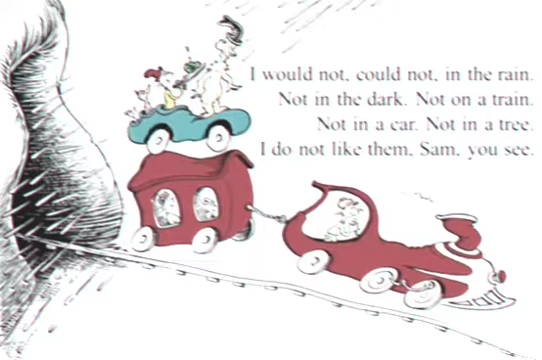 I would not, could not, in the rain.
Not in the dark. Not on a train.
Not in a car. Not in a tree.
I do not like them, Sam, you see.